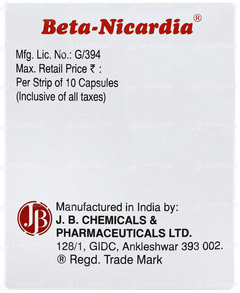 Beta-Nicardia®
Mfg. Lic. No.: G/394
Max. Retail Price ₹ :
Per Strip of 10 Capsules
(Inclusive of all taxes)
Manufactured in India by:
JB
J. B. CHEMICALS &
PHARMACEUTICALS LTD.
128/1, GIDC, Ankleshwar 393 002.
® Regd. Trade Mark